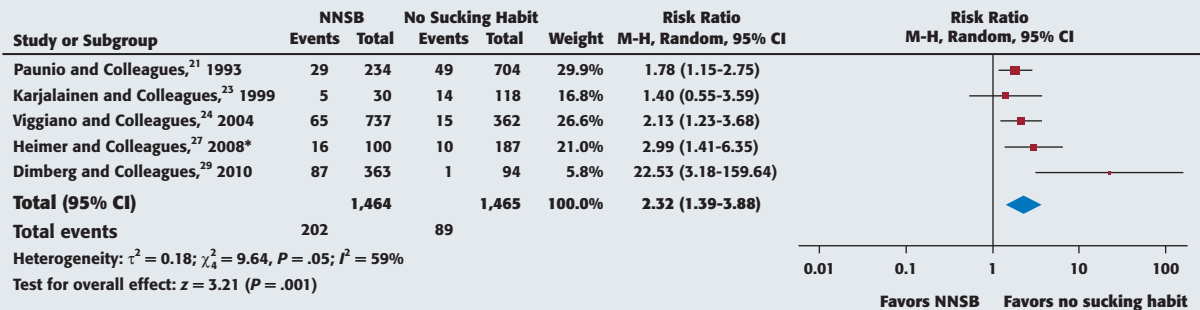 NNSB No Sucking Habit Risk Ratio Risk Ratio
Study or Subgroup Events Total Events Total Weight M-H, Random, 95% CI M-H, Random, 95% CI
Paunio and Colleagues,²¹ 1993 29 234 49 704 29.9% 1.78 (1.15-2.75)
Karjalainen and Colleagues,²³ 1999 5 30 14 118 16.8% 1.40 (0.55-3.59)
Viggiano and Colleagues,²⁴ 2004 65 737 15 362 26.6% 2.13 (1.23-3.68)
Heimer and Colleagues,²⁷ 2008* 16 100 10 187 21.0% 2.99 (1.41-6.35)
Dimberg and Colleagues,²⁹ 2010 87 363 1 94 5.8% 22.53 (3.18-159.64)
Total (95% CI) 1,464 1,465 100.0% 2.32 (1.39-3.88)
Total events 202 89
Heterogeneity: τ² = 0.18; χ²₄ = 9.64, P = .05; I² = 59%
Test for overall effect: z = 3.21 (P = .001)
0.01 0.1 1 10 100
Favors NNSB Favors no sucking habit